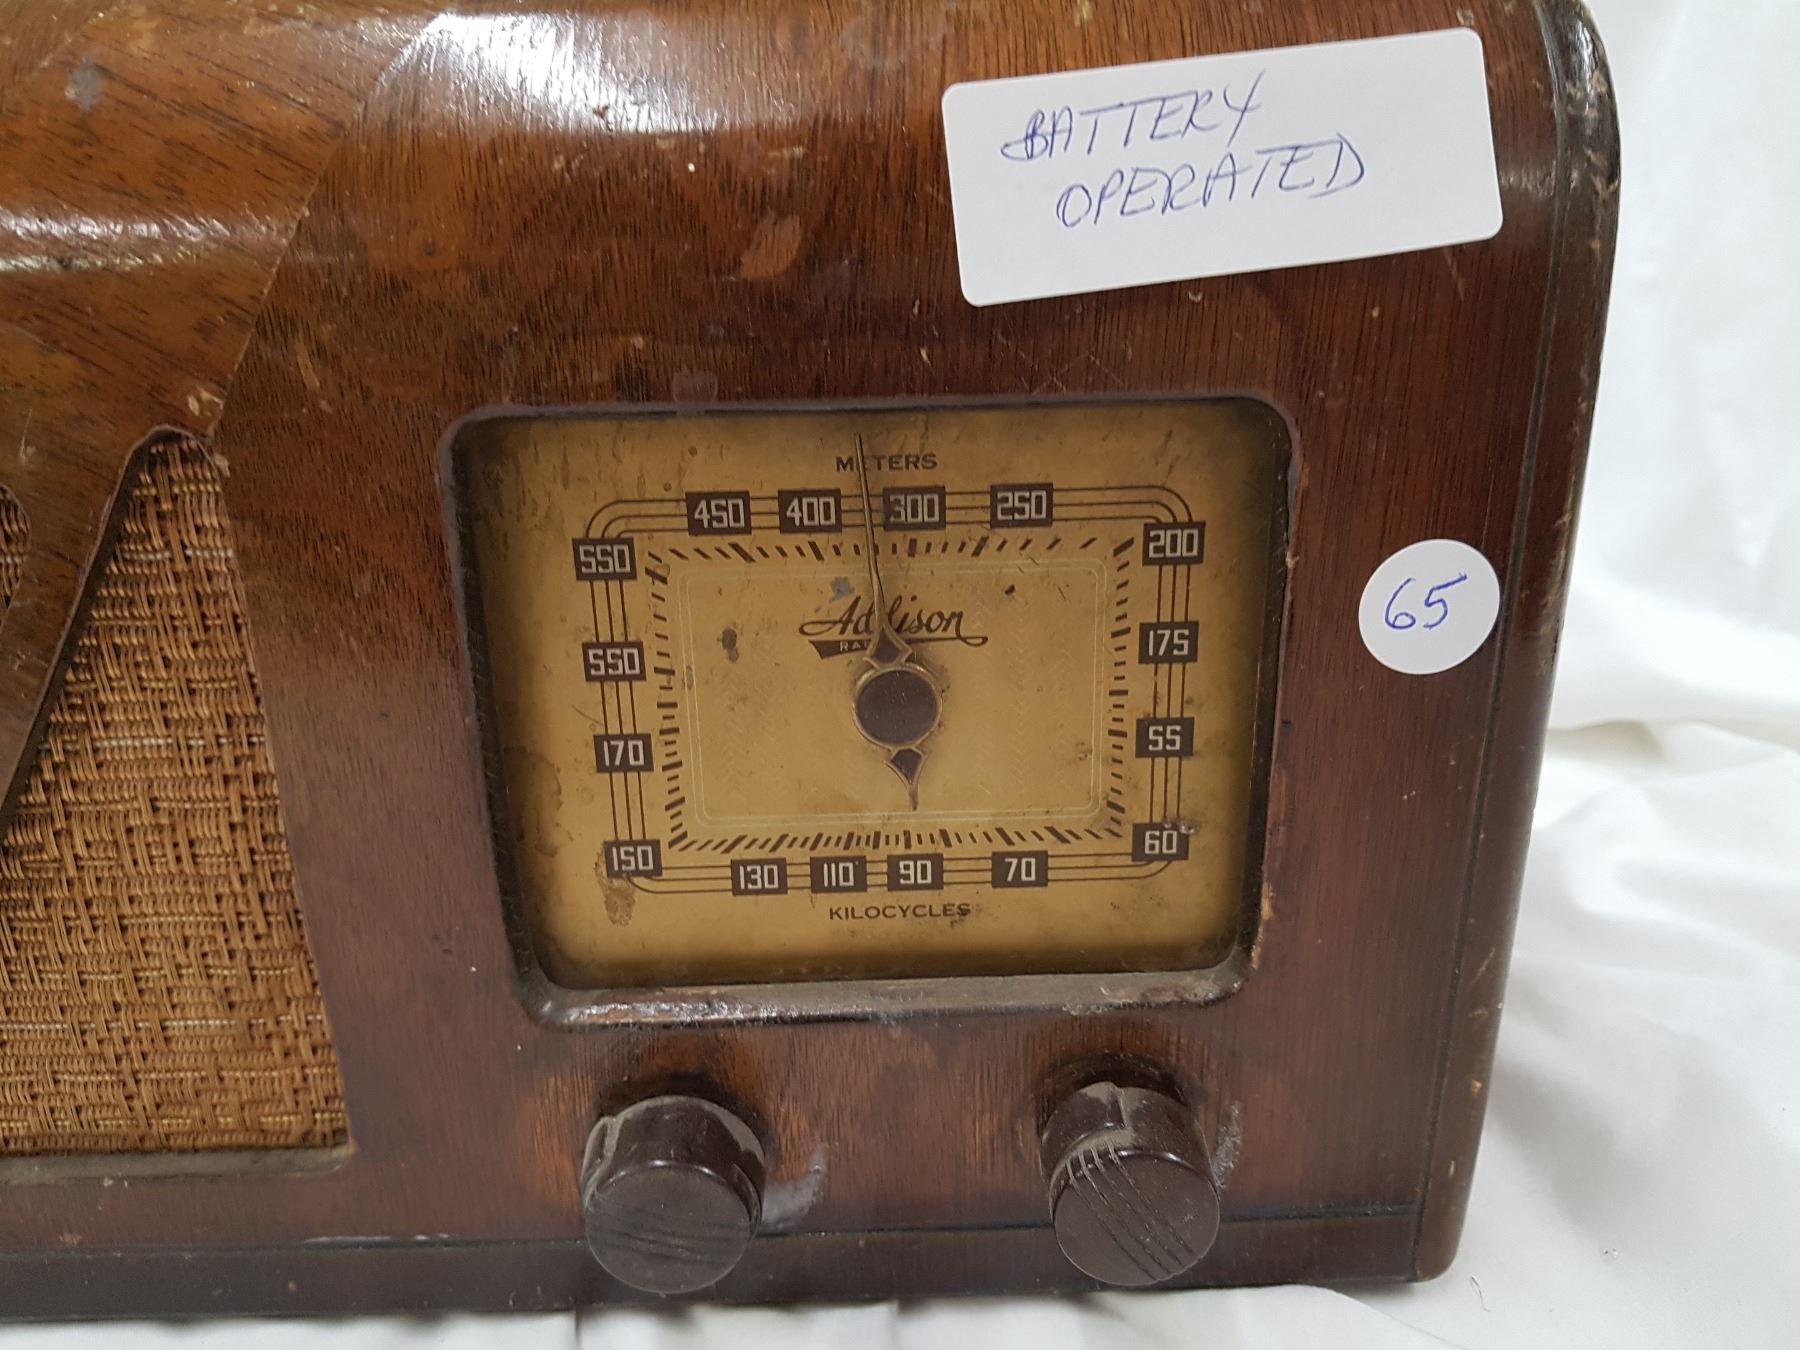 BATTERY
OPERATED
65
METERS
450 400 300 250
550 200
550 175
170 55
150 60
130 110 90 70
KILOCYCLES
Addison